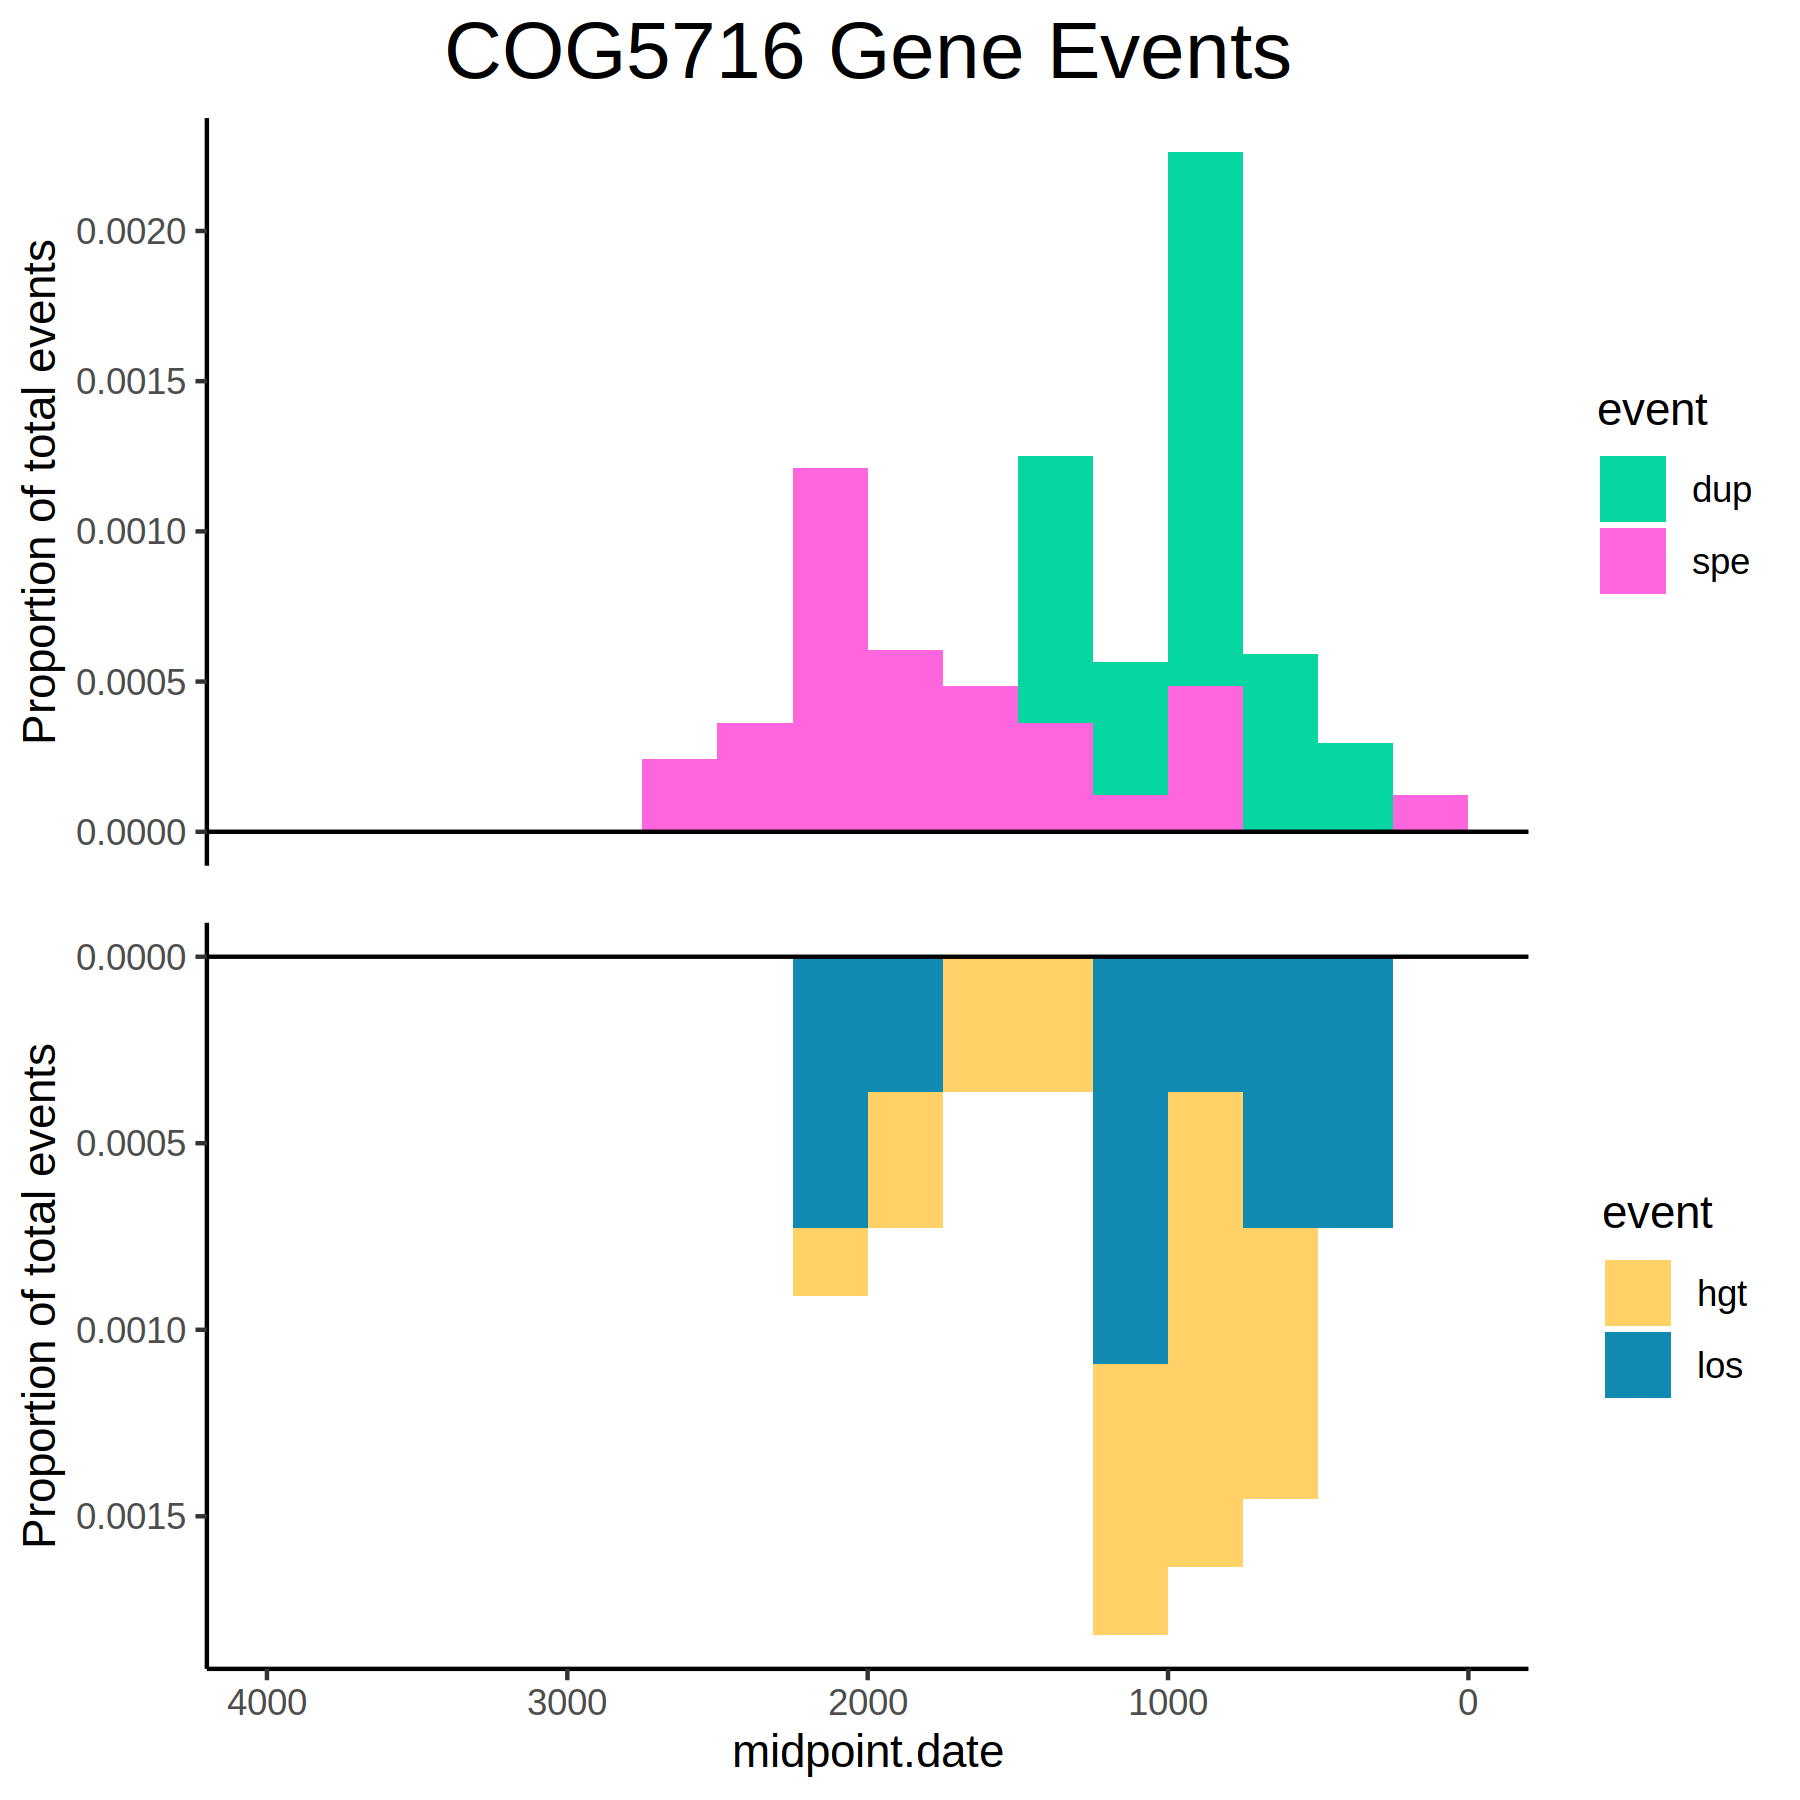 COG5716 Gene Events
Proportion of total events
0.0020
0.0015
0.0010
0.0005
0.0000
event
dup
spe
Proportion of total events
0.0000
0.0005
0.0010
0.0015
event
hgt
los
4000 3000 2000 1000 0
midpoint.date